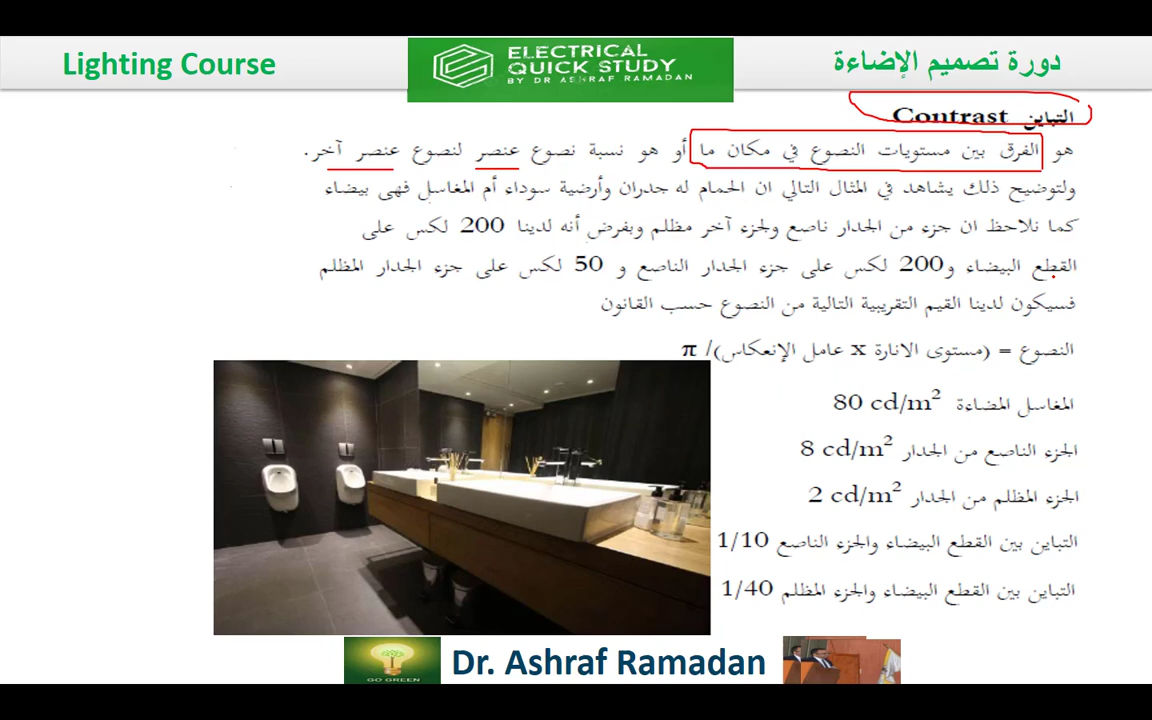 Lighting Course
ELECTRICAL
QUICK STUDY
BY DR ASHRAF RAMADAN
دورة تصميم الإضاءة
التباين Contrast
هو الفرق بين مستويات النصوع في مكان ما أو هو نسبة نصوع عنصر لنصوع عنصر آخر.
ولتوضيح ذلك يشاهد في المثال التالي ان الحمام له جدران وأرضية سوداء أم المغاسل فهى بيضاء
كما نلاحظ ان جزء من الجدار ناصع ولجزء آخر مظلم وبفرض أنه لدينا 200 لكس على
القطع البيضاء و200 لكس على جزء الجدار الناصع و 50 لكس على جزء الجدار المظلم
فسيكون لدينا القيم التقريبية التالية من النصوع حسب القانون
النصوع = (مستوى الانارة x عامل الإنعكاس)/ π
المغاسل المضاءة 80 cd/m²
الجزء الناصع من الجدار 8 cd/m²
الجزء المظلم من الجدار 2 cd/m²
التباين بين القطع البيضاء والجزء الناصع 1/10
التباين بين القطع البيضاء والجزء المظلم 1/40
GO GREEN
Dr. Ashraf Ramadan